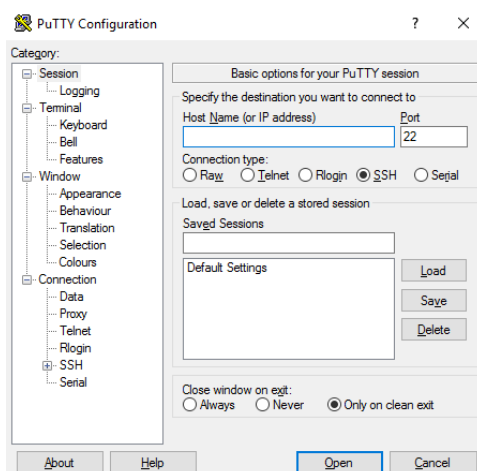 PuTTY Configuration ? ×
Category:
Session
Logging
Terminal
Keyboard
Bell
Features
Window
Appearance
Behaviour
Translation
Selection
Colours
Connection
Data
Proxy
Telnet
Rlogin
SSH
Serial
Basic options for your PuTTY session
Specify the destination you want to connect to
Host Name (or IP address) Port
22
Connection type:
Raw Telnet Rlogin SSH Serial
Load, save or delete a stored session
Saved Sessions
Default Settings
Load
Save
Delete
Close window on exit:
Always Never Only on clean exit
About Help Open Cancel